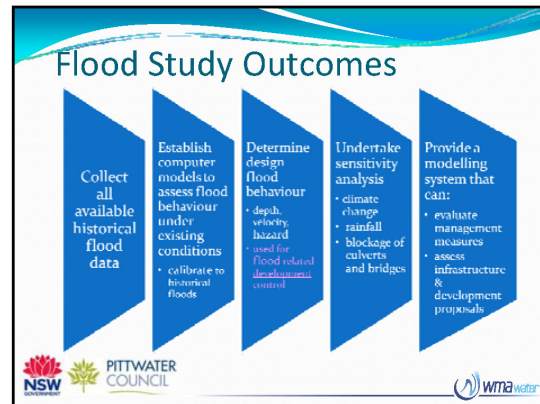 Flood Study Outcomes
Collect
all
available
historical
flood
data
Establish
computer
models to
assess flood
behaviour
under
existing
conditions
• calibrate to
historical
floods
Determine
design
flood
behaviour
• depth,
velocity,
hazard
• used for
flood related
development
control
Undertake
sensitivity
analysis
• climate
change
• rainfall
• blockage of
culverts
and bridges
Provide a
modelling
system that
can:
• evaluate
management
measures
• assess
infrastructure
&
development
proposals
NSW
GOVERNMENT
PITTWATER
COUNCIL
wma water